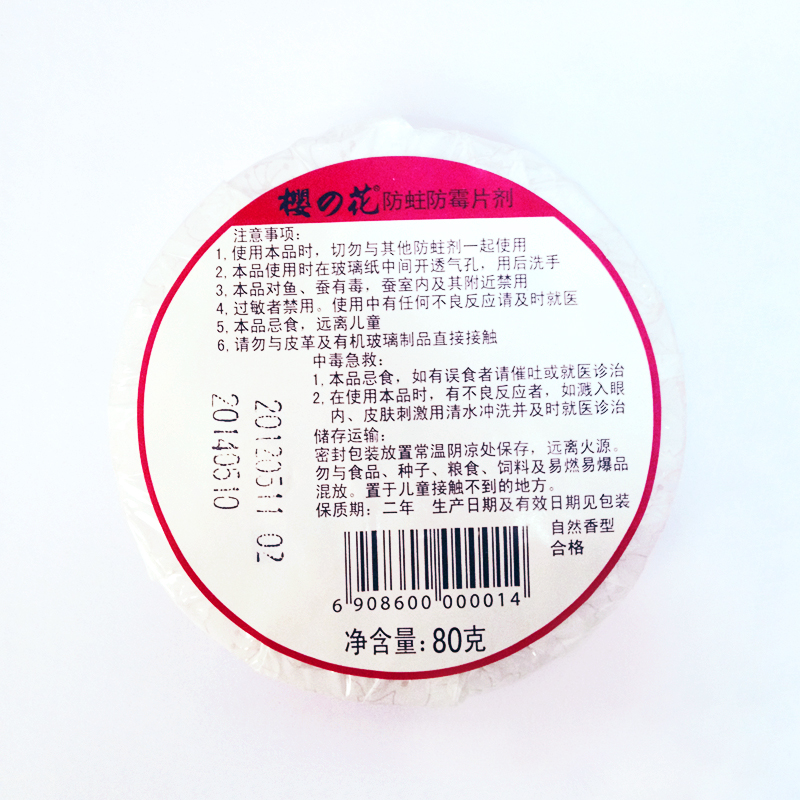 櫻の花®防蛀防霉片剂
注意事项：
1. 使用本品时，切勿与其他防蛀剂一起使用
2. 本品使用时在玻璃纸中间开透气孔，用后洗手
3. 本品对鱼、蚕有毒，蚕室内及其附近禁用
4. 过敏者禁用。使用中有任何不良反应请及时就医
5. 本品忌食，远离儿童
6. 请勿与皮革及有机玻璃制品直接接触
中毒急救：
1. 本品忌食，如有误食者请催吐或就医诊治
2. 在使用本品时，有不良反应者，如溅入眼
内、皮肤刺激用清水冲洗并及时就医诊治
储存运输：
密封包装放置常温阴凉处保存，远离火源。
勿与食品、种子、粮食、饲料及易燃易爆品
混放。置于儿童接触不到的地方。
保质期：二年 生产日期及有效日期见包装
自然香型
合格
20120511 02
20140510
6 908600 000014
净含量：80克